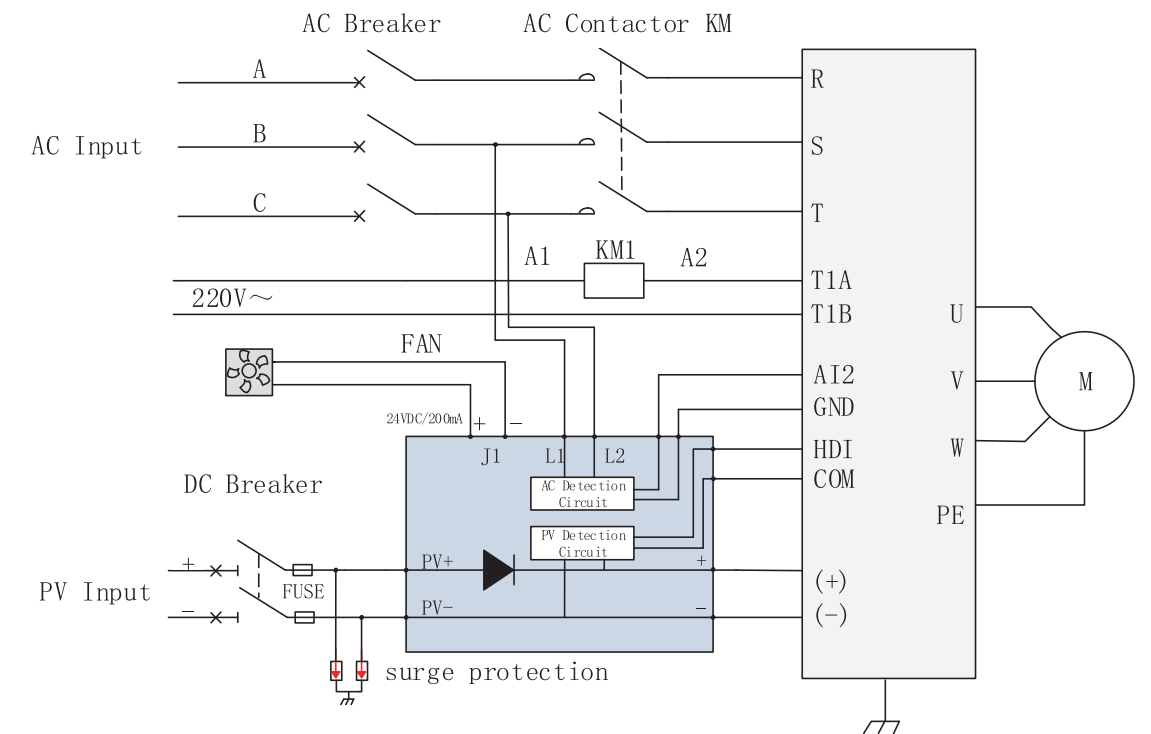 AC Breaker
AC Contactor KM
A
R
AC Input
B
S
C
T
A1
KM1
A2
T1A
220V~
T1B
U
FAN
AI2
V
M
24VDC/200mA
+
−
GND
J1
L1
L2
HDI
W
DC Breaker
AC Detection
Circuit
COM
PV Detection
Circuit
PE
+
PV+
+
(+)
PV Input
FUSE
−
PV-
−
(-)
surge protection